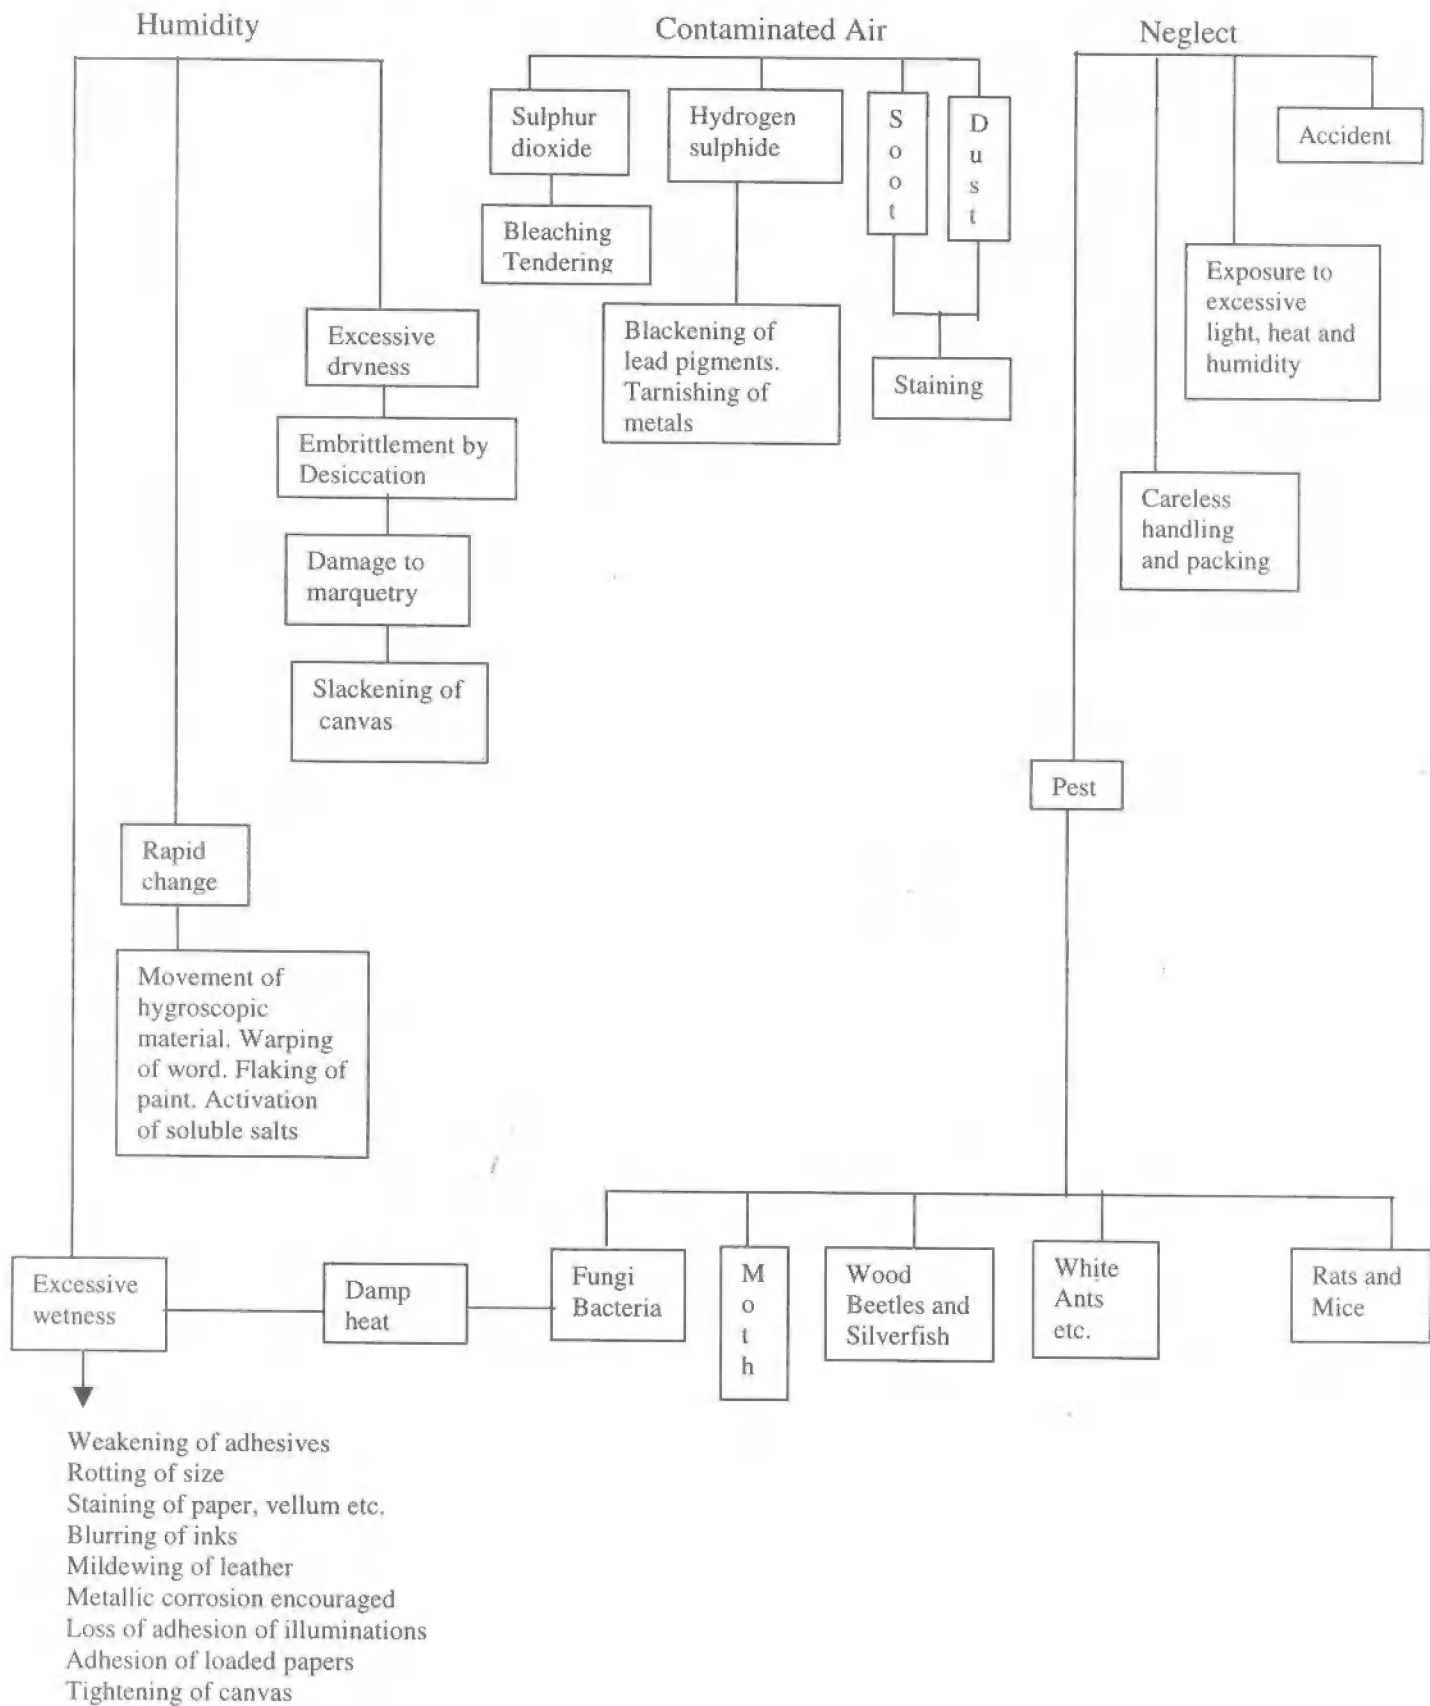 Humidity
Contaminated Air
Neglect
Sulphur
dioxide
Hydrogen
sulphide
Soot
Dust
Accident
Bleaching
Tendering
Exposure to
excessive
light, heat and
humidity
Excessive
drvness
Blackening of
lead pigments.
Tarnishing of
metals
Staining
Embrittlement by
Desiccation
Careless
handling
and packing
Damage to
marquetry
Slackening of
canvas
Pest
Rapid
change
Movement of
hygroscopic
material. Warping
of word. Flaking of
paint. Activation
of soluble salts
Excessive
wetness
Damp
heat
Fungi
Bacteria
Moth
Wood
Beetles and
Silverfish
White
Ants
etc.
Rats and
Mice
Weakening of adhesives
Rotting of size
Staining of paper, vellum etc.
Blurring of inks
Mildewing of leather
Metallic corrosion encouraged
Loss of adhesion of illuminations
Adhesion of loaded papers
Tightening of canvas